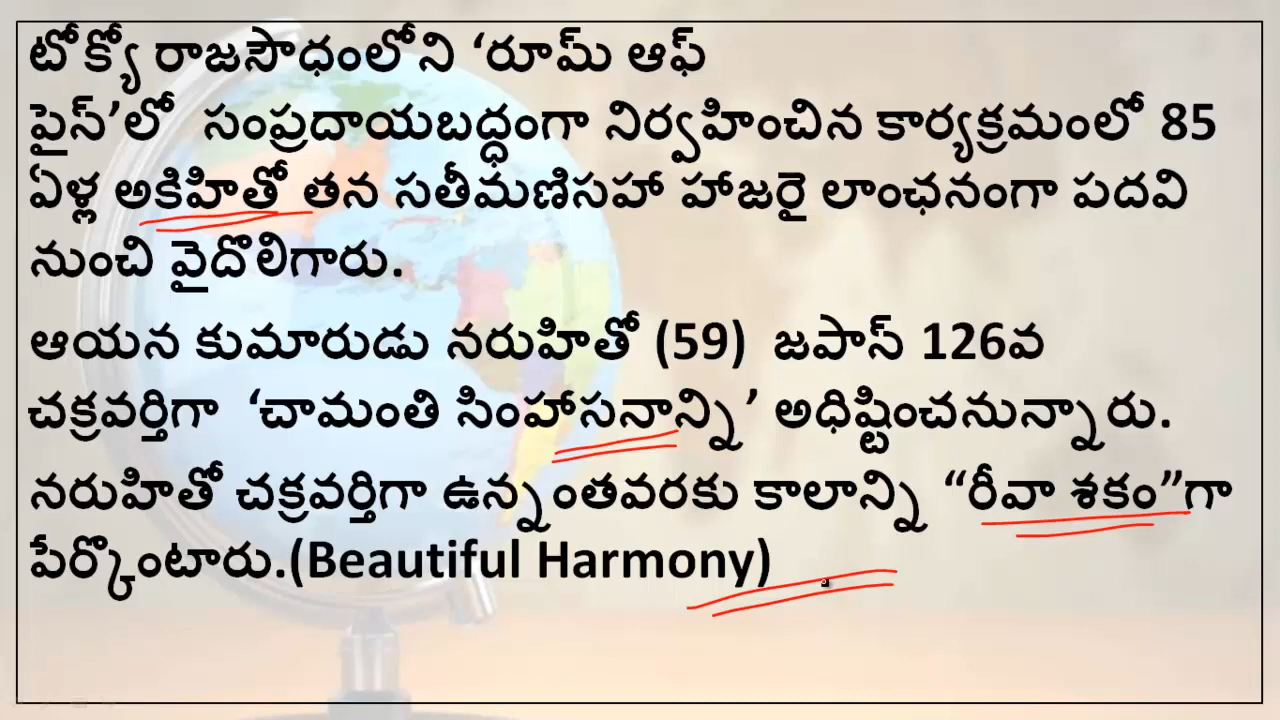 టోక్యో రాజసౌధంలోని ‘రూమ్ ఆఫ్
పైన్’లో సంప్రదాయబద్ధంగా నిర్వహించిన కార్యక్రమంలో 85
ఏళ్ల అకిహితో తన సతీమణిసహా హాజరై లాంఛనంగా పదవి
నుంచి వైదొలిగారు.
ఆయన కుమారుడు నరుహితో (59) జపాన్ 126వ
చక్రవర్తిగా ‘చామంతి సింహాసనాన్ని’ అధిష్టించనున్నారు.
నరుహితో చక్రవర్తిగా ఉన్నంతవరకు కాలాన్ని “రీవా శకం”గా
పేర్కొంటారు.(Beautiful Harmony)